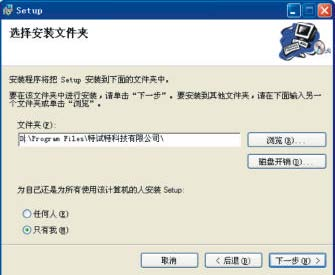 Setup
选择安装文件夹
安装程序将把 Setup 安装到下面的文件夹中。
要在该文件夹中进行安装，请单击“下一步”。要安装到其他文件夹，请在下面输入另一
个文件夹或单击“浏览”。
文件夹(F):
D:\Program Files\特试特科技有限公司\
浏览(R)...
磁盘开销(D)...
为自己还是为所有使用该计算机的人安装 Setup:
任何人(E)
只有我(M)
取消
< 后退(B)
下一步(N) >